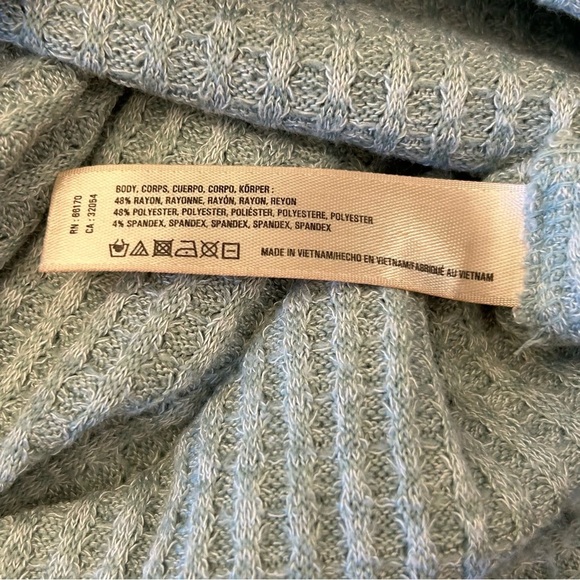 BODY, CORPS, CUERPO, CORPO, KÖRPER :
48% RAYON, RAYONNE, RAYÓN, RAYON, REYON
48% POLYESTER, POLYESTER, POLIÉSTER, POLYESTERE, POLYESTER
4% SPANDEX, SPANDEX, SPANDEX, SPANDEX, SPANDEX
MADE IN VIETNAM/HECHO EN VIETNAM/FABRIQUÉ AU VIETNAM
RN : 66170
CA : 32054